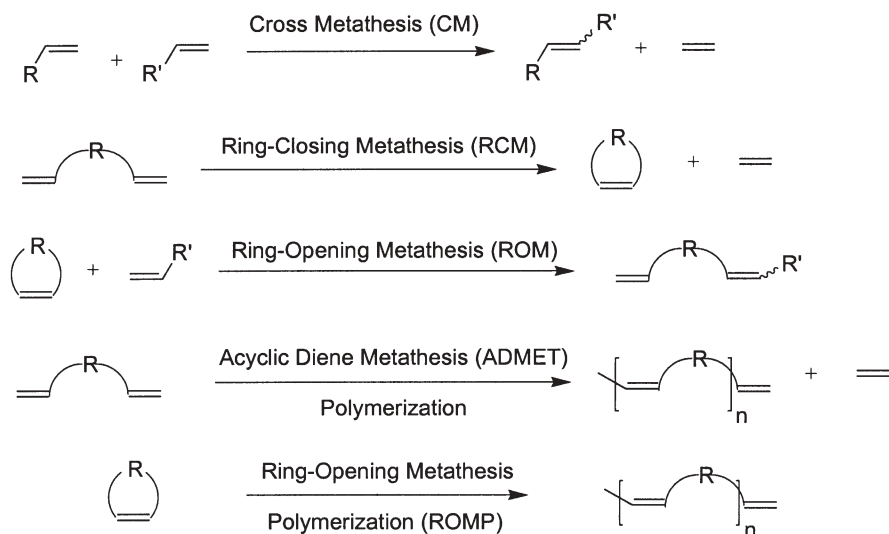 Cross Metathesis (CM)
R + R' R R' +
R Ring-Closing Metathesis (RCM) R +
R + R' Ring-Opening Metathesis (ROM) R R'
R Acyclic Diene Metathesis (ADMET) R +
Polymerization n
R Ring-Opening Metathesis R
Polymerization (ROMP) n